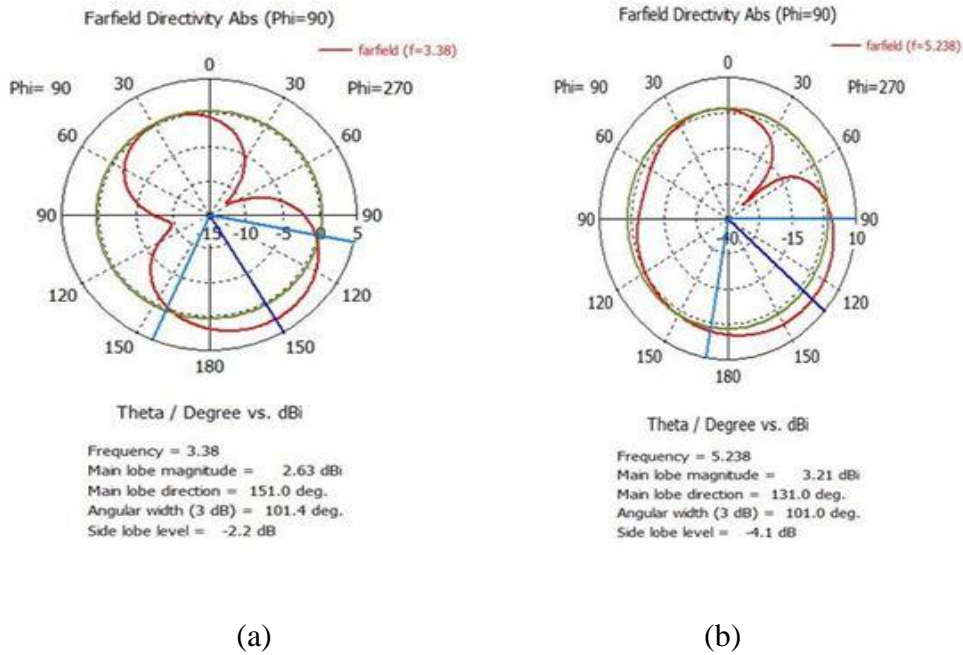 Farfield Directivity Abs (Phi=90)
farfield (f=3.38)
Phi= 90
0
Phi=270
30
30
60
60
90
90
-15
-10
-5
0
5
120
120
150
150
180
Theta / Degree vs. dBi
Frequency = 3.38
Main lobe magnitude = 2.63 dBi
Main lobe direction = 151.0 deg.
Angular width (3 dB) = 101.4 deg.
Side lobe level = -2.2 dB
(a)
Farfield Directivity Abs (Phi=90)
farfield (f=5.238)
Phi= 90
0
Phi=270
30
30
60
60
90
90
-40
-15
10
120
120
150
150
180
Theta / Degree vs. dBi
Frequency = 5.238
Main lobe magnitude = 3.21 dBi
Main lobe direction = 131.0 deg.
Angular width (3 dB) = 101.0 deg.
Side lobe level = -4.1 dB
(b)